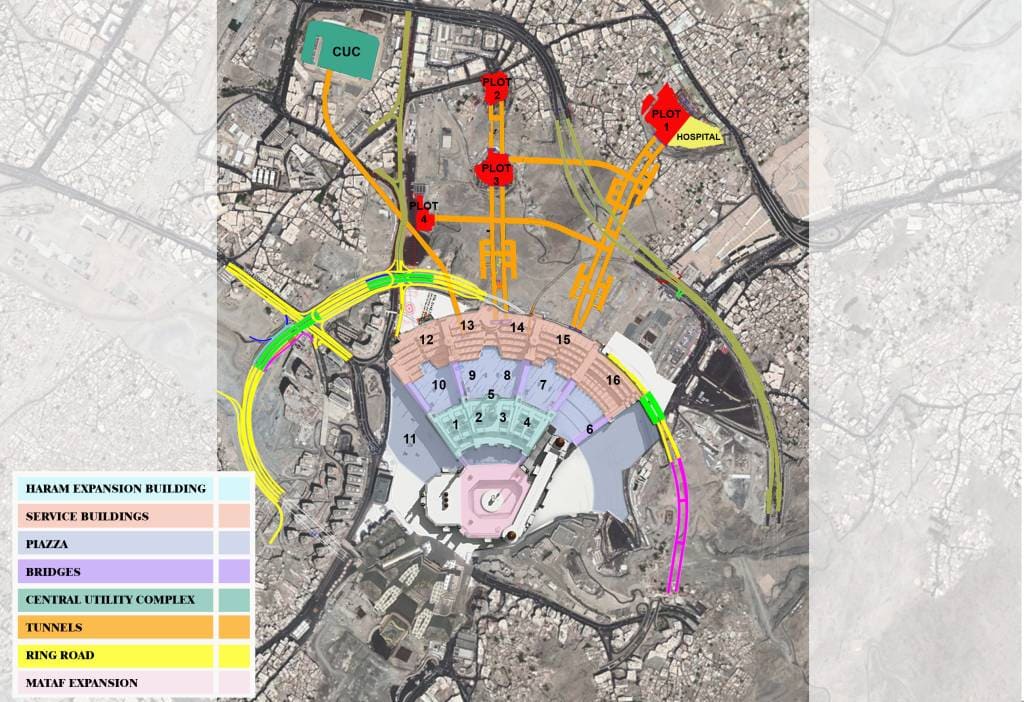 CUC
PLOT
2
PLOT
1
HOSPITAL
PLOT
3
PLOT
4
13
14
12
15
16
9
8
10
7
5
1
2
3
4
6
11
HARAM EXPANSION BUILDING
SERVICE BUILDINGS
PIAZZA
BRIDGES
CENTRAL UTILITY COMPLEX
TUNNELS
RING ROAD
MATAF EXPANSION